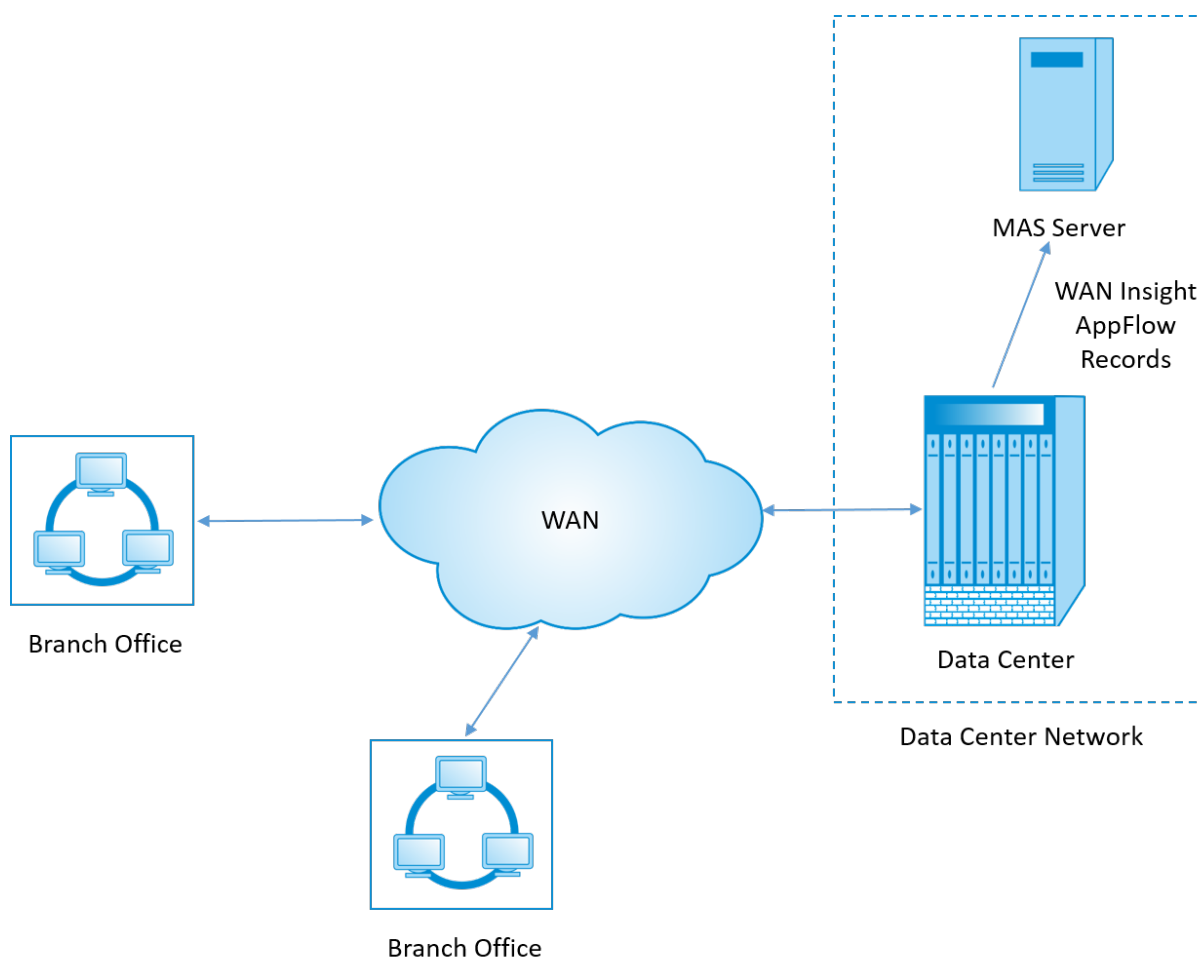 MAS Server
WAN Insight
AppFlow
Records
WAN
Branch Office
Data Center
Data Center Network
Branch Office